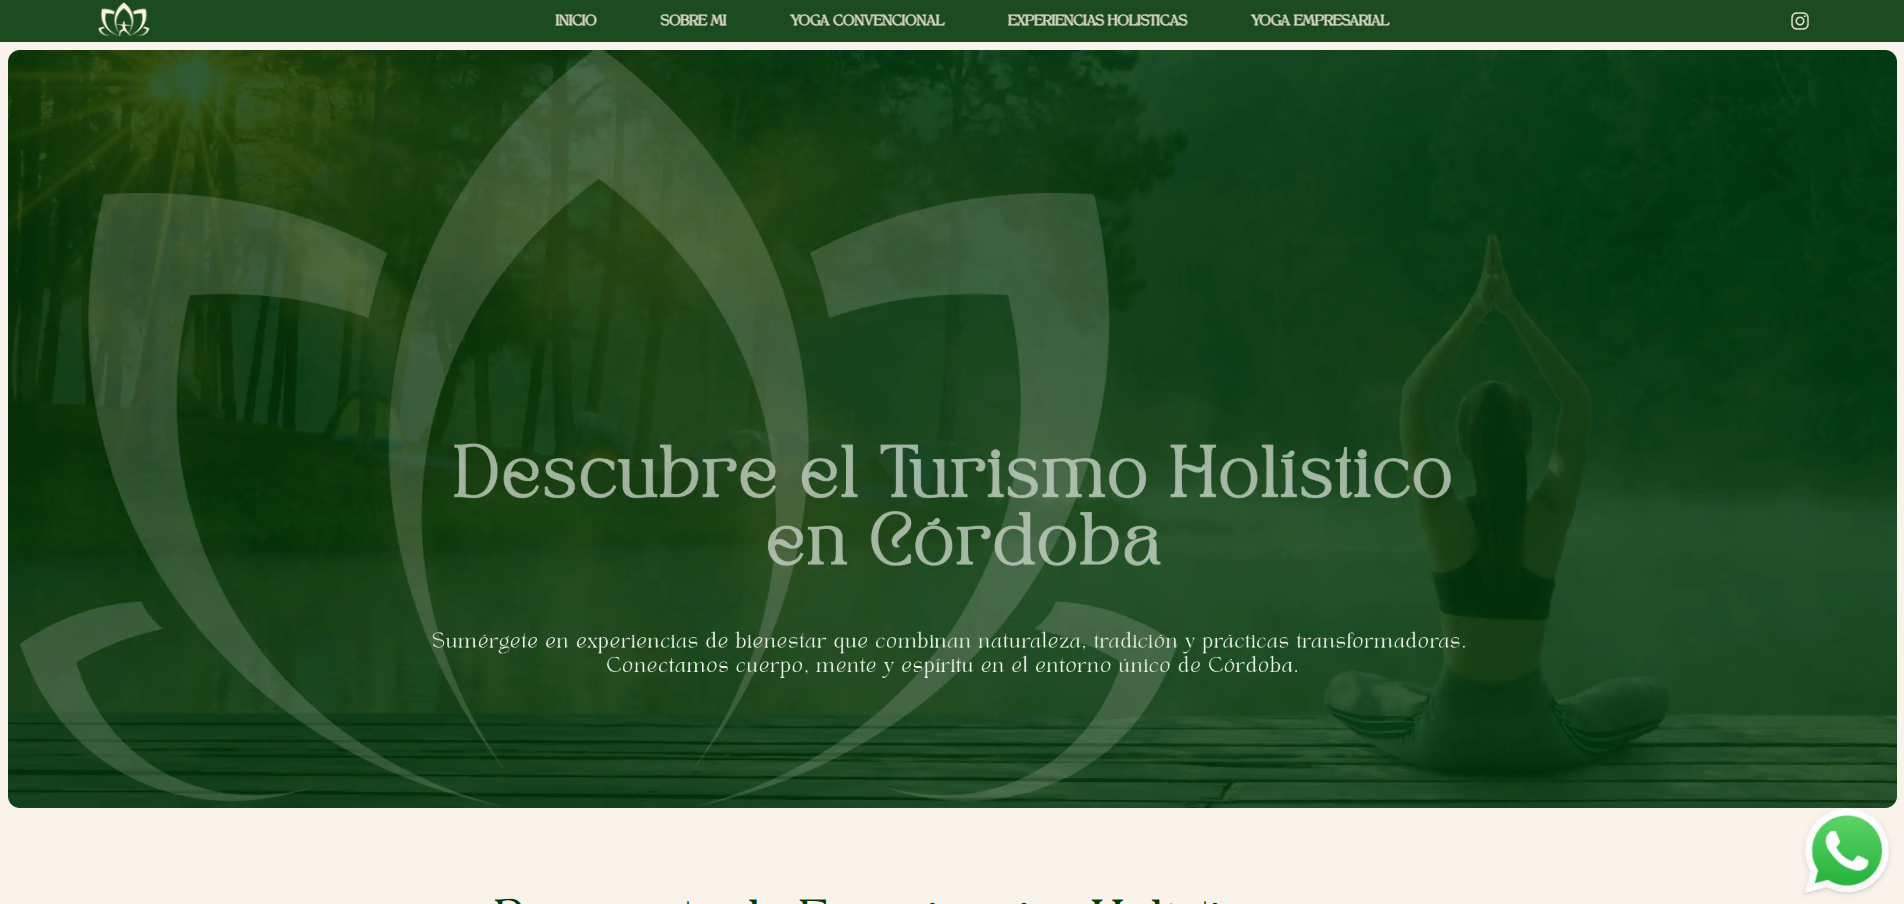 INICIO
SOBRE MI
YOGA CONVENCIONAL
EXPERIENCIAS HOLISTICAS
YOGA EMPRESARIAL
Descubre el Turismo Holístico
en Córdoba
Sumérgete en experiencias de bienestar que combinan naturaleza, tradición y prácticas transformadoras.
Conectamos cuerpo, mente y espíritu en el entorno único de Córdoba.